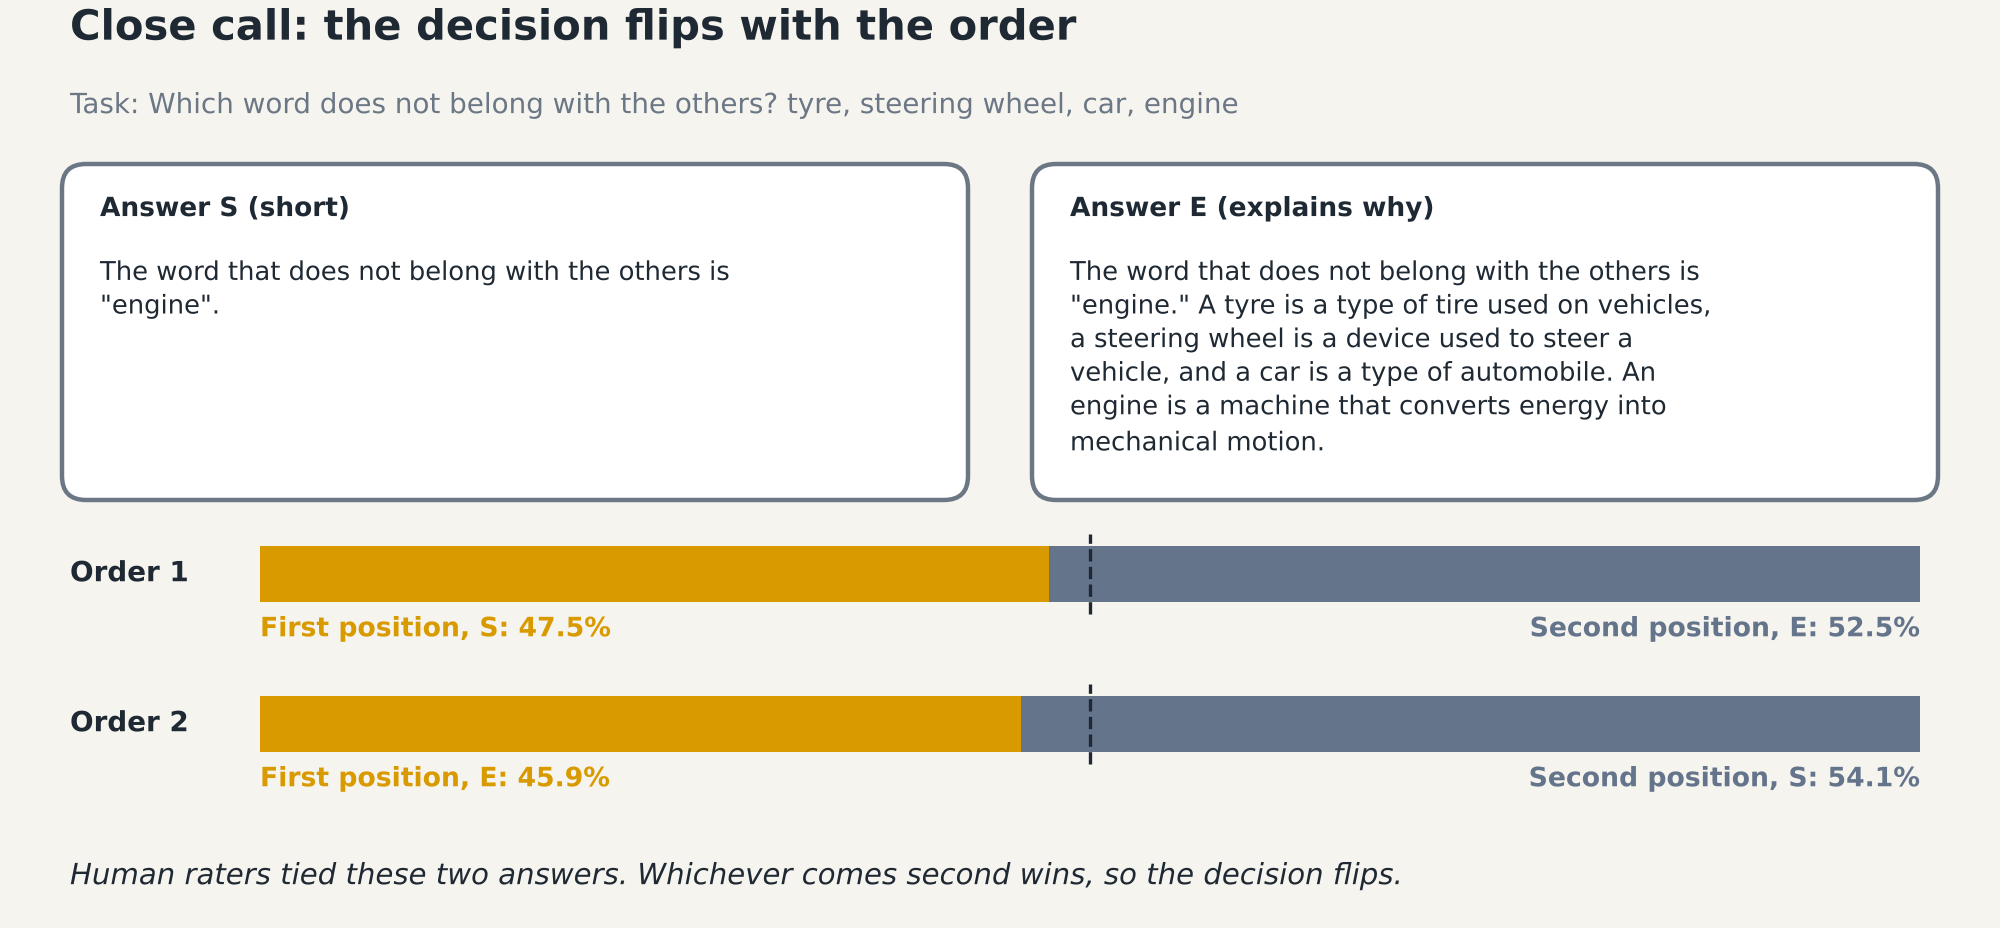 Close call: the decision flips with the order
Task: Which word does not belong with the others? tyre, steering wheel, car, engine
Answer S (short)
The word that does not belong with the others is
"engine".
Answer E (explains why)
The word that does not belong with the others is
"engine." A tyre is a type of tire used on vehicles,
a steering wheel is a device used to steer a
vehicle, and a car is a type of automobile. An
engine is a machine that converts energy into
mechanical motion.
Order 1
First position, S: 47.5%
Second position, E: 52.5%
Order 2
First position, E: 45.9%
Second position, S: 54.1%
Human raters tied these two answers. Whichever comes second wins, so the decision flips.